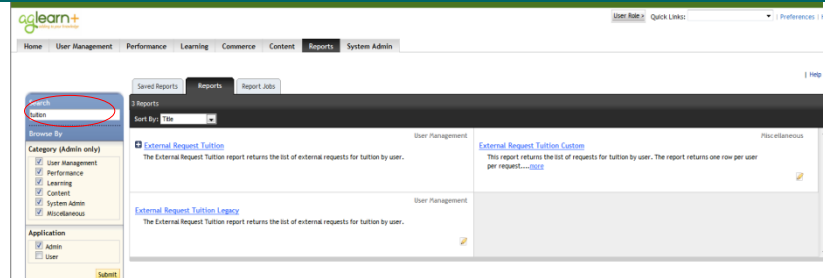 aglearn+
User Role » Quick Links: | Preferences |
Home User Management Performance Learning Commerce Content Reports System Admin
| Help
Saved Reports Reports Report Jobs
Search
tuition
Browse By
Category (Admin only)
User Management
Performance
Learning
Content
System Admin
Miscellaneous
Application
Admin
User
Submit
3 Reports
Sort By: Title
User Management
External Request Tuition
The External Request Tuition report returns the list of external requests for tuition by user.
Miscellaneous
External Request Tuition Custom
This report returns the list of requests for tuition by user. The report returns one row per user
per request.....more
User Management
External Request Tuition Legacy
The External Request Tuition report returns the list of external requests for tuition by user.